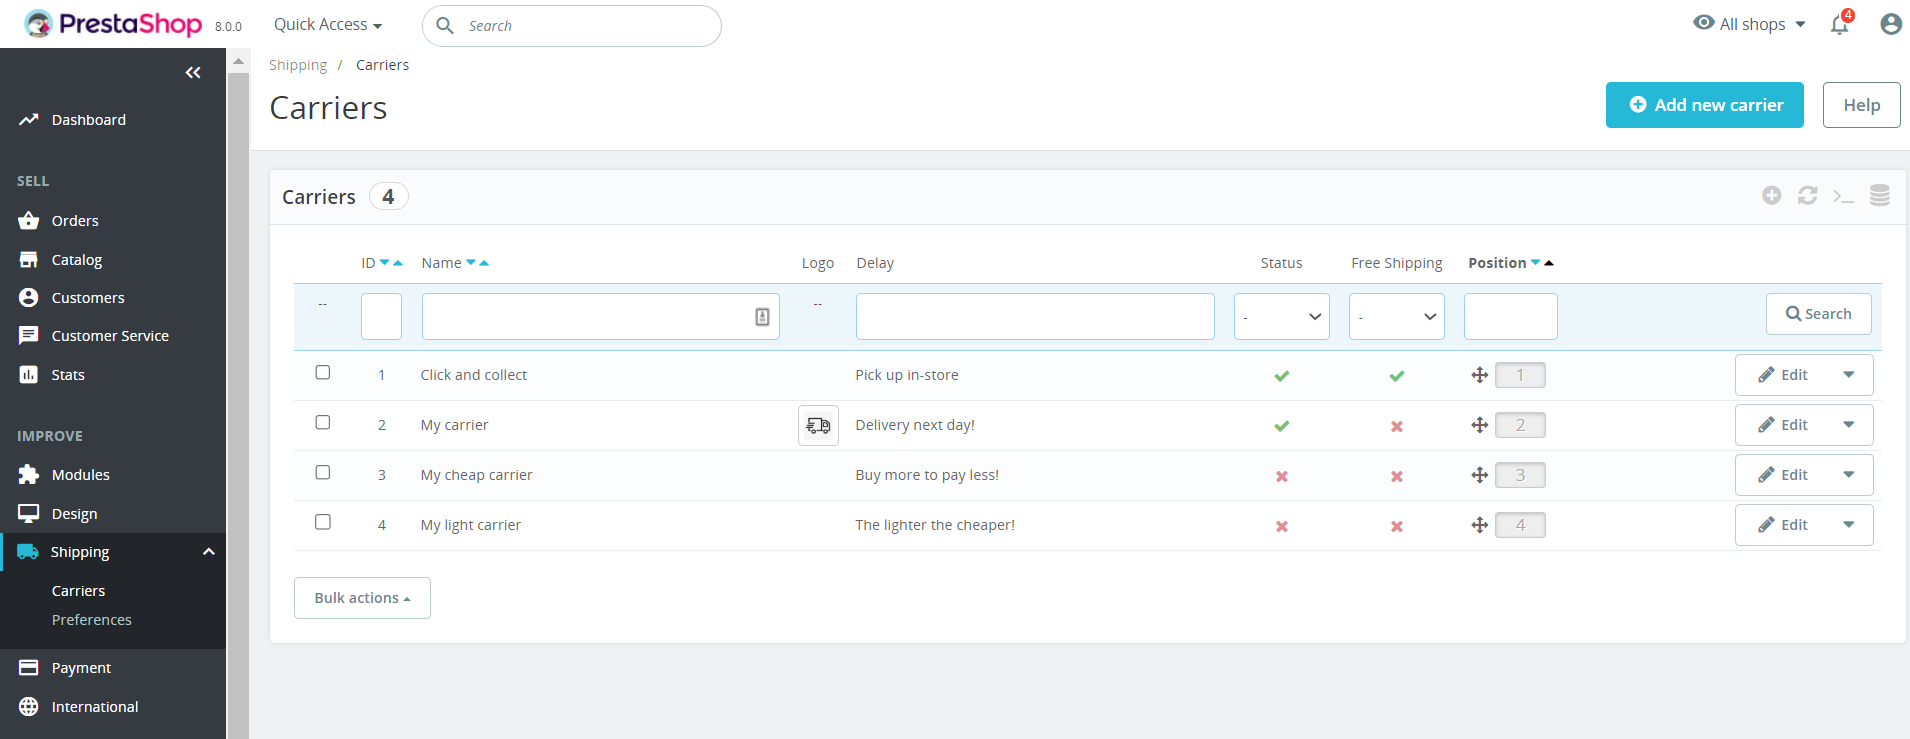 PrestaShop 8.0.0 Quick Access Search All shops 4
Shipping / Carriers
Carriers
Add new carrier Help
Dashboard
SELL
Orders
Catalog
Customers
Customer Service
Stats
IMPROVE
Modules
Design
Shipping
Carriers
Preferences
Payment
International
Carriers 4
ID Name Logo Delay Status Free Shipping Position
-- -- - - Search
1 Click and collect Pick up in-store 1 Edit
2 My carrier Delivery next day! 2 Edit
3 My cheap carrier Buy more to pay less! 3 Edit
4 My light carrier The lighter the cheaper! 4 Edit
Bulk actions